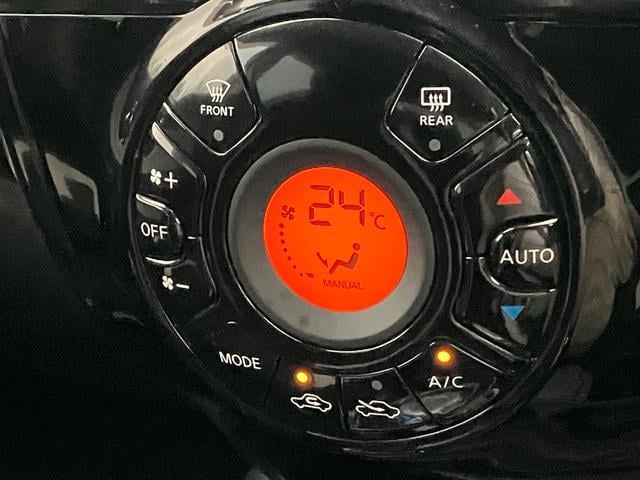 FRONT
REAR
+
OFF
-
24°C
MANUAL
AUTO
MODE
A/C